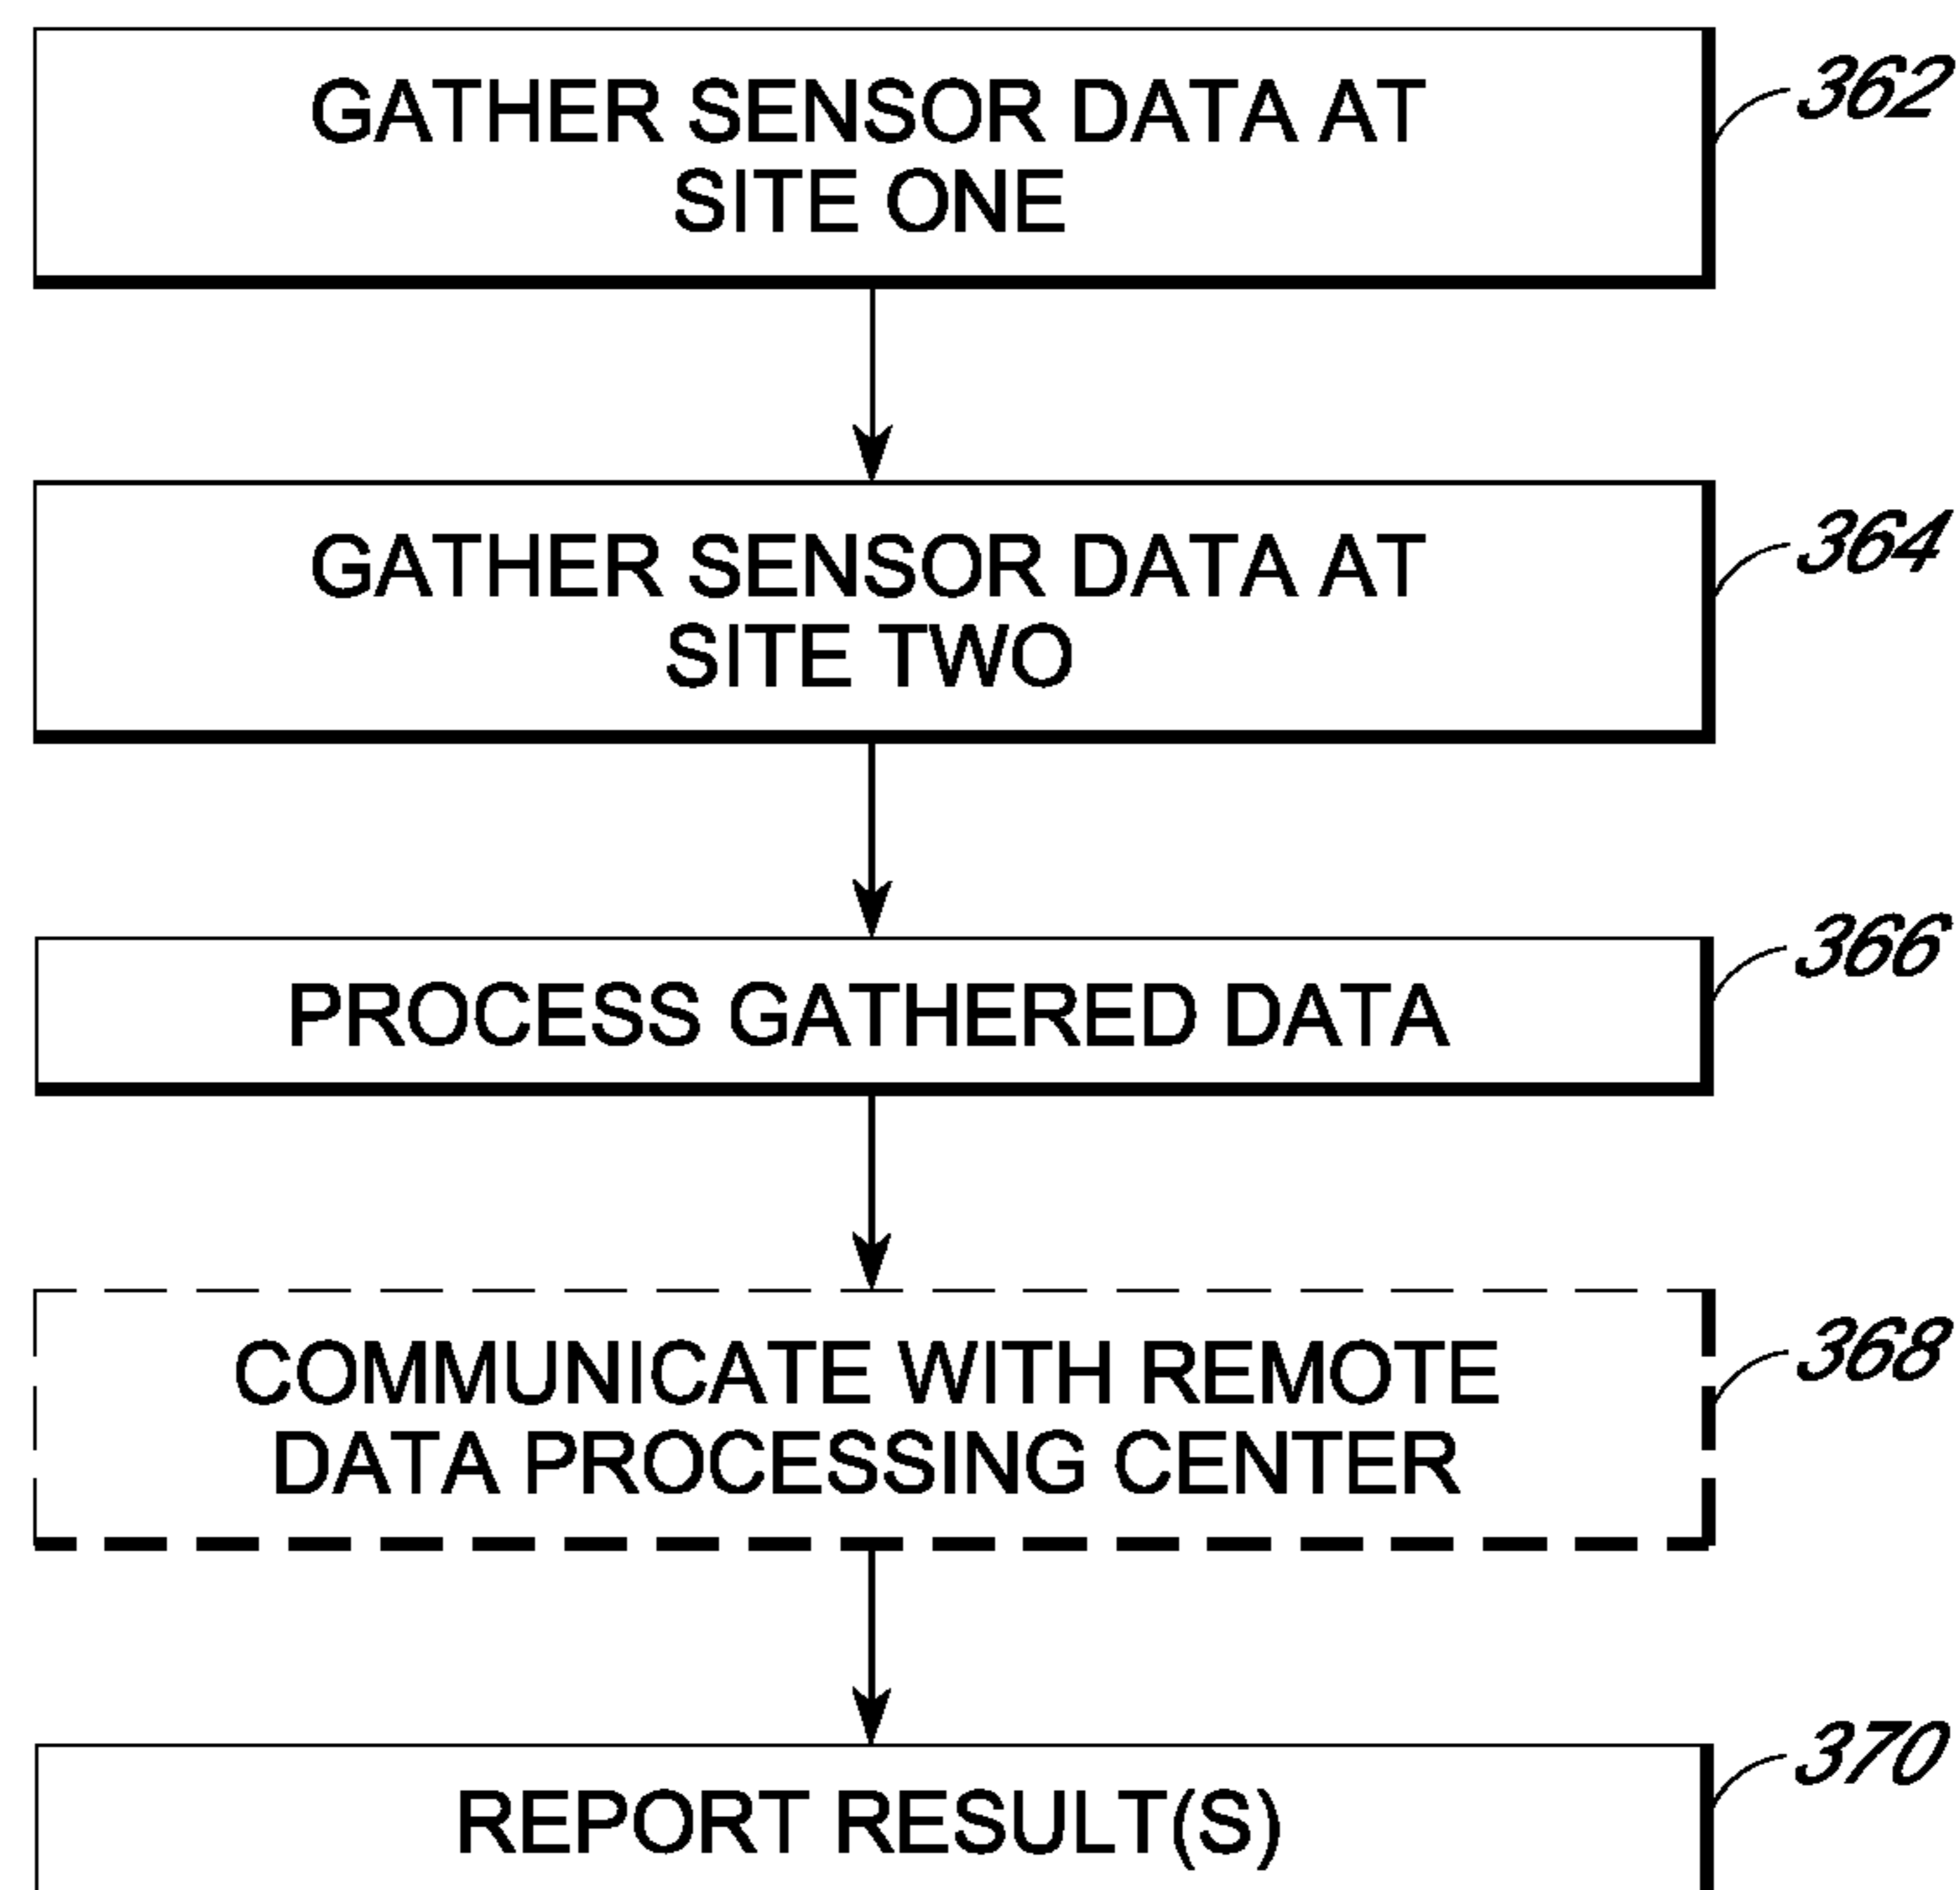 GATHER SENSOR DATA AT
SITE ONE
362
GATHER SENSOR DATA AT
SITE TWO
364
PROCESS GATHERED DATA
366
COMMUNICATE WITH REMOTE
DATA PROCESSING CENTER
368
REPORT RESULT(S)
370